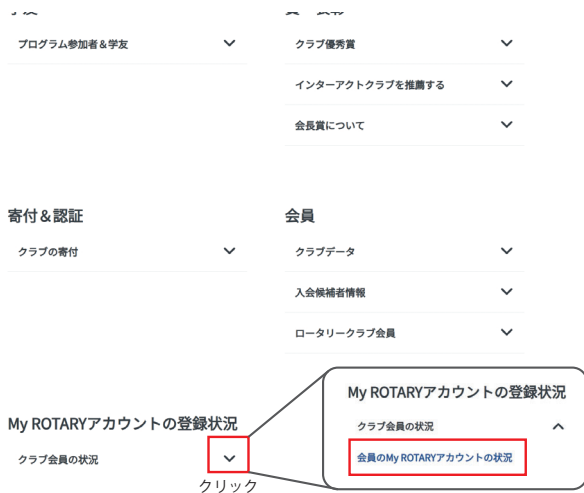 プログラム参加者＆学友
クラブ優秀賞
インターアクトクラブを推薦する
会長賞について
寄付＆認証
クラブの寄付
会員
クラブデータ
入会候補者情報
ロータリークラブ会員
My ROTARYアカウントの登録状況
クラブ会員の状況
クリック
My ROTARYアカウントの登録状況
クラブ会員の状況
会員のMy ROTARYアカウントの状況